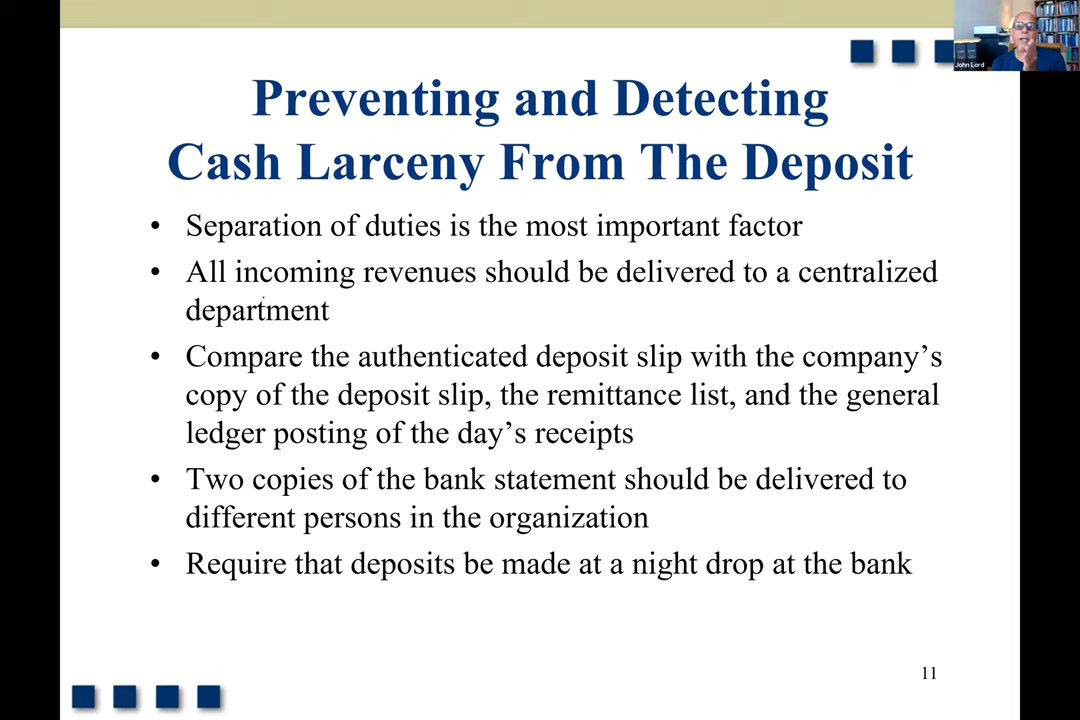 John Lord
Preventing and Detecting
Cash Larceny From The Deposit
• Separation of duties is the most important factor
• All incoming revenues should be delivered to a centralized
department
• Compare the authenticated deposit slip with the company’s
copy of the deposit slip, the remittance list, and the general
ledger posting of the day’s receipts
• Two copies of the bank statement should be delivered to
different persons in the organization
• Require that deposits be made at a night drop at the bank
11